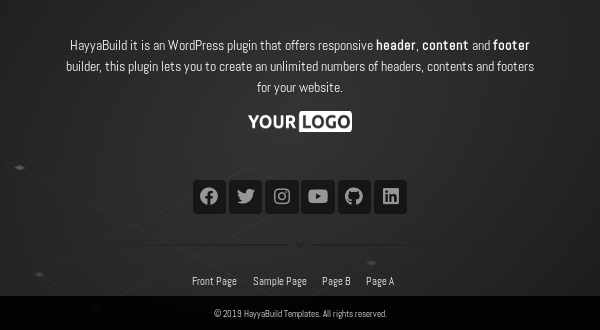 HayyaBuild it is an WordPress plugin that offers responsive header, content and footer
builder, this plugin lets you to create an unlimited numbers of headers, contents and footers
for your website.
YOUR LOGO
Front Page Sample Page Page B Page A
© 2019 HayyaBuild Templates. All rights reserved.